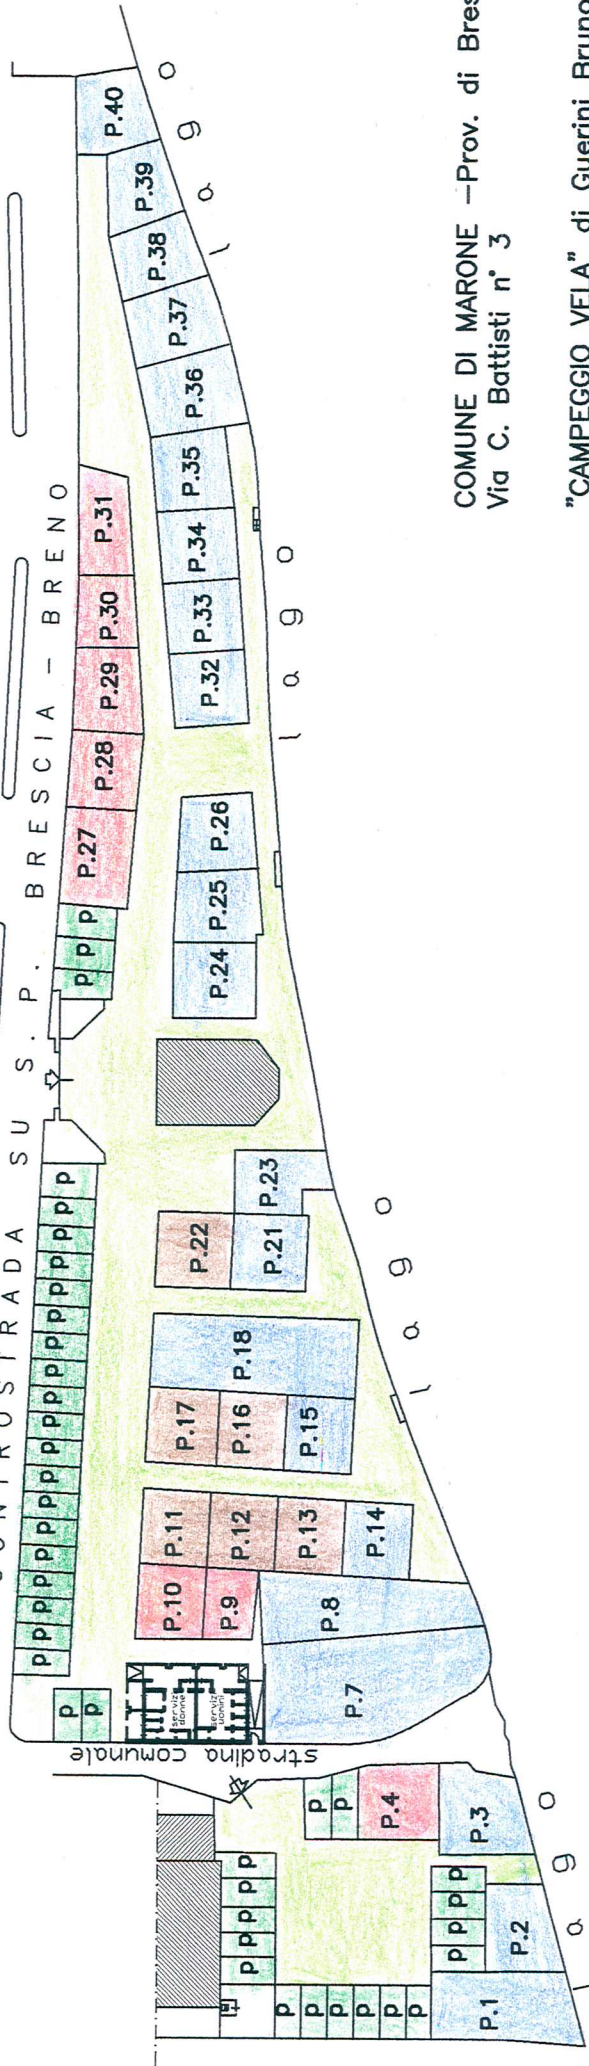 CONTROSTRADA SU S.P. BRESCIA – BRENO
p p p p p p p p p p p p p p p p p p p
p p p
p
p
P.27
P.28
P.29
P.30
P.31
P.40
P.39
P.38
P.37
P.36
P.35
P.34
P.33
P.32
P.26
P.25
P.24
P.23
P.22
P.21
P.18
P.17
P.16
P.15
P.11
P.12
P.13
P.14
P.10
P.9
P.8
P.7
servizi
donne
servizi
uomini
stradina comunale
p
p
P.4
P.3
p p p p p
p
p
p
p
p
p
p p p p
P.2
P.1
lago
lago
lago
lago
COMUNE DI MARONE –Prov. di
Via C. Battisti n° 3
"CAMPEGGIO VELA" di Guerini Bruno